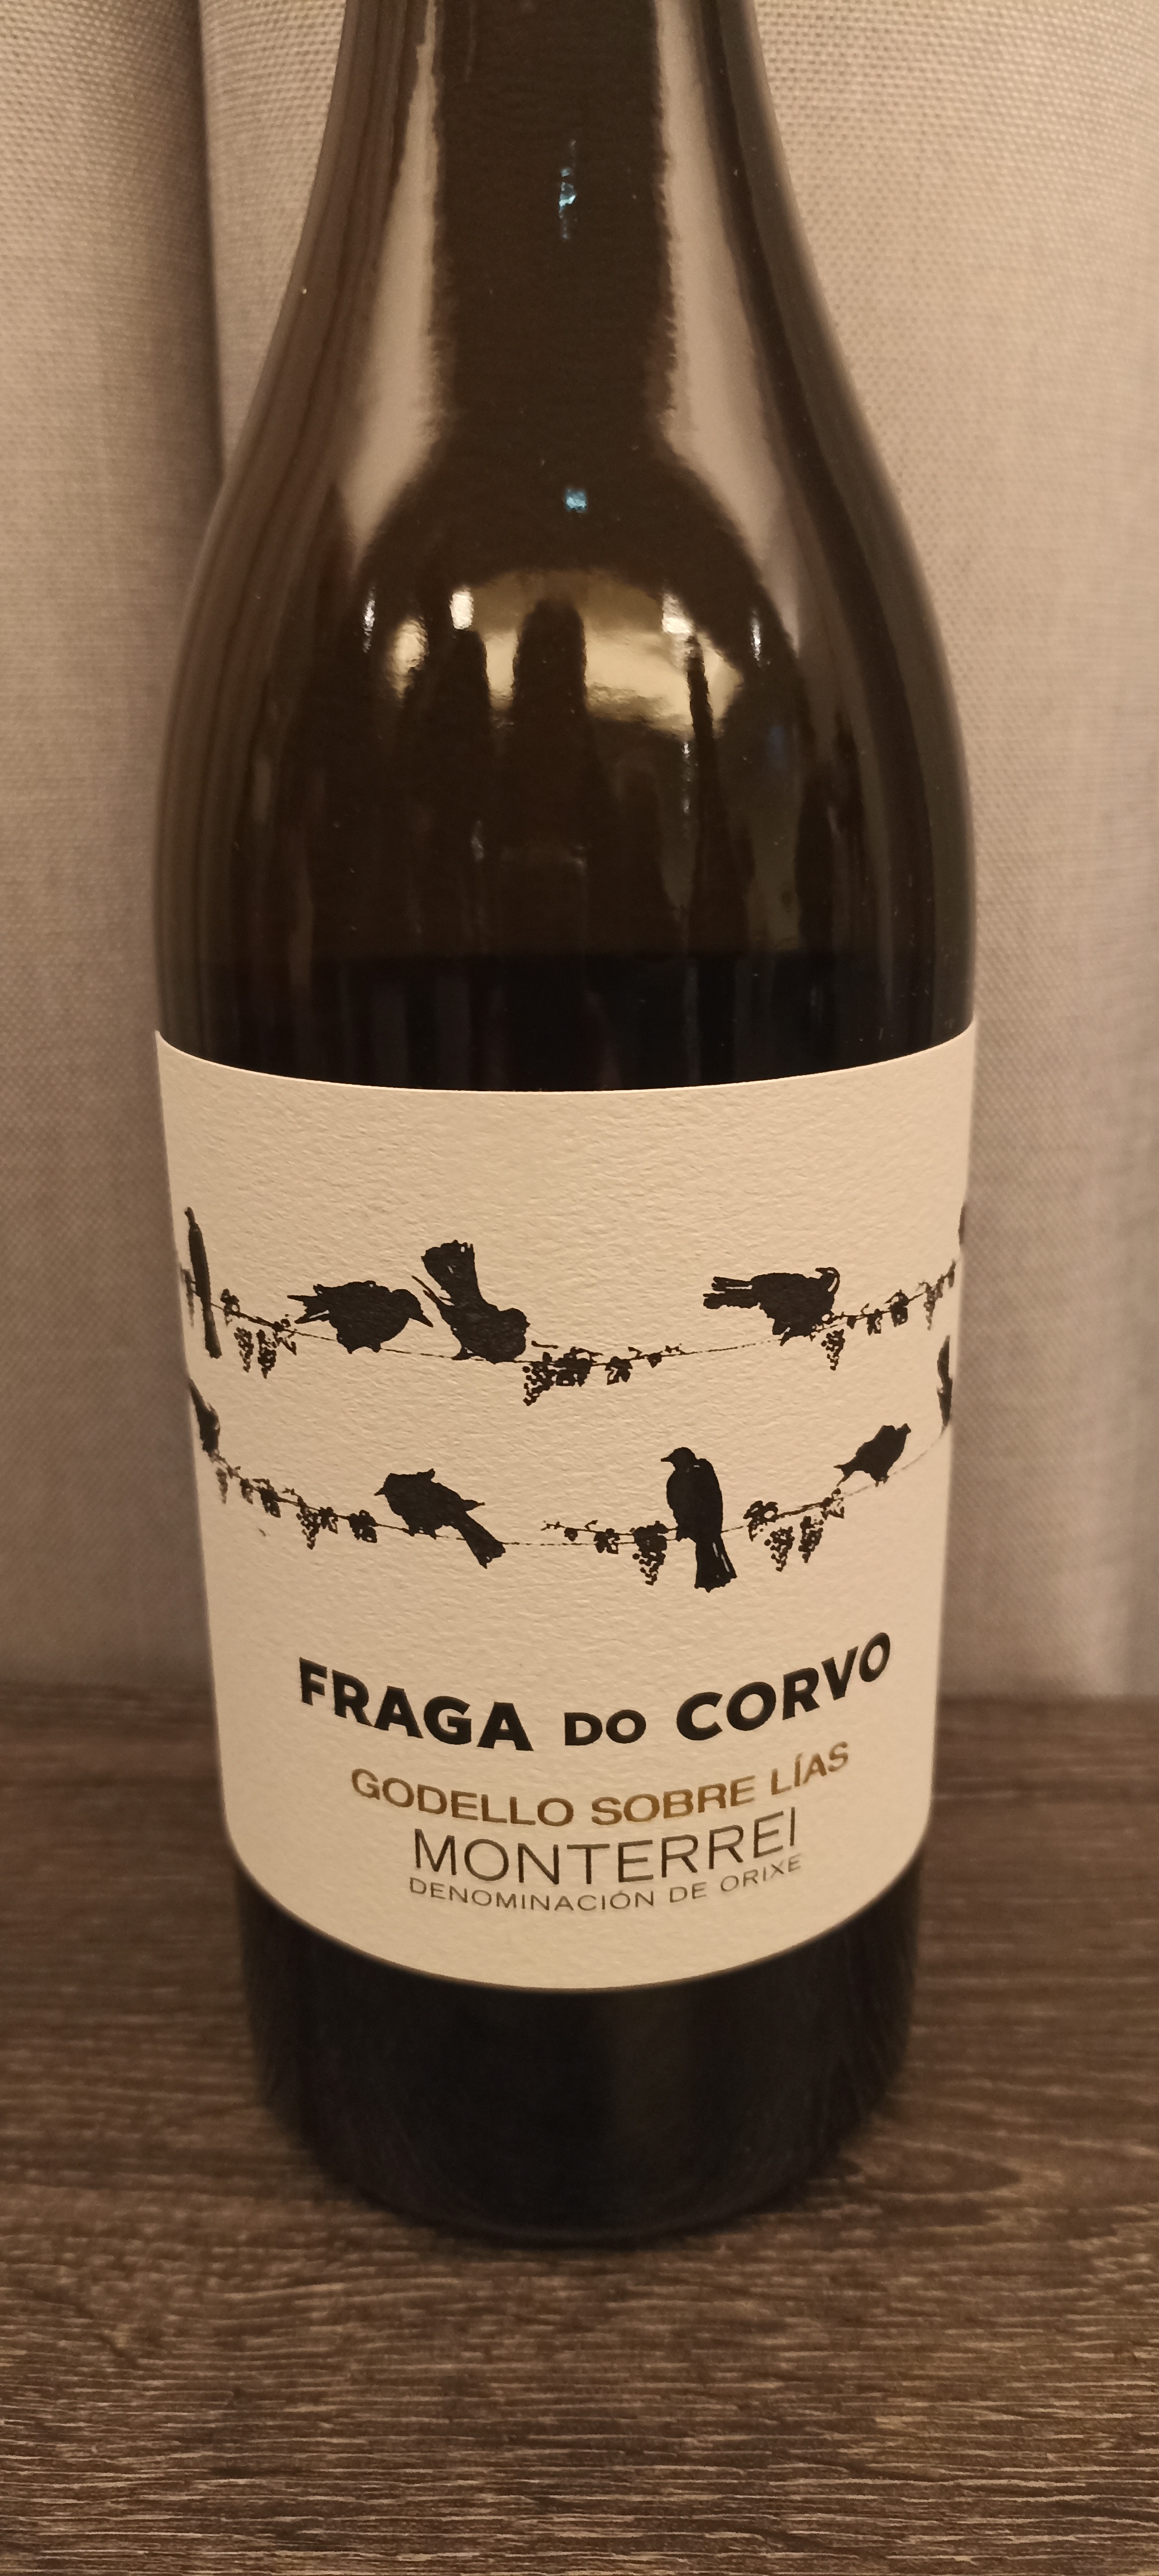 FRAGA DO CORVO
GODELLO SOBRE LÍAS
MONTERREI
DENOMINACIÓN DE ORIXE